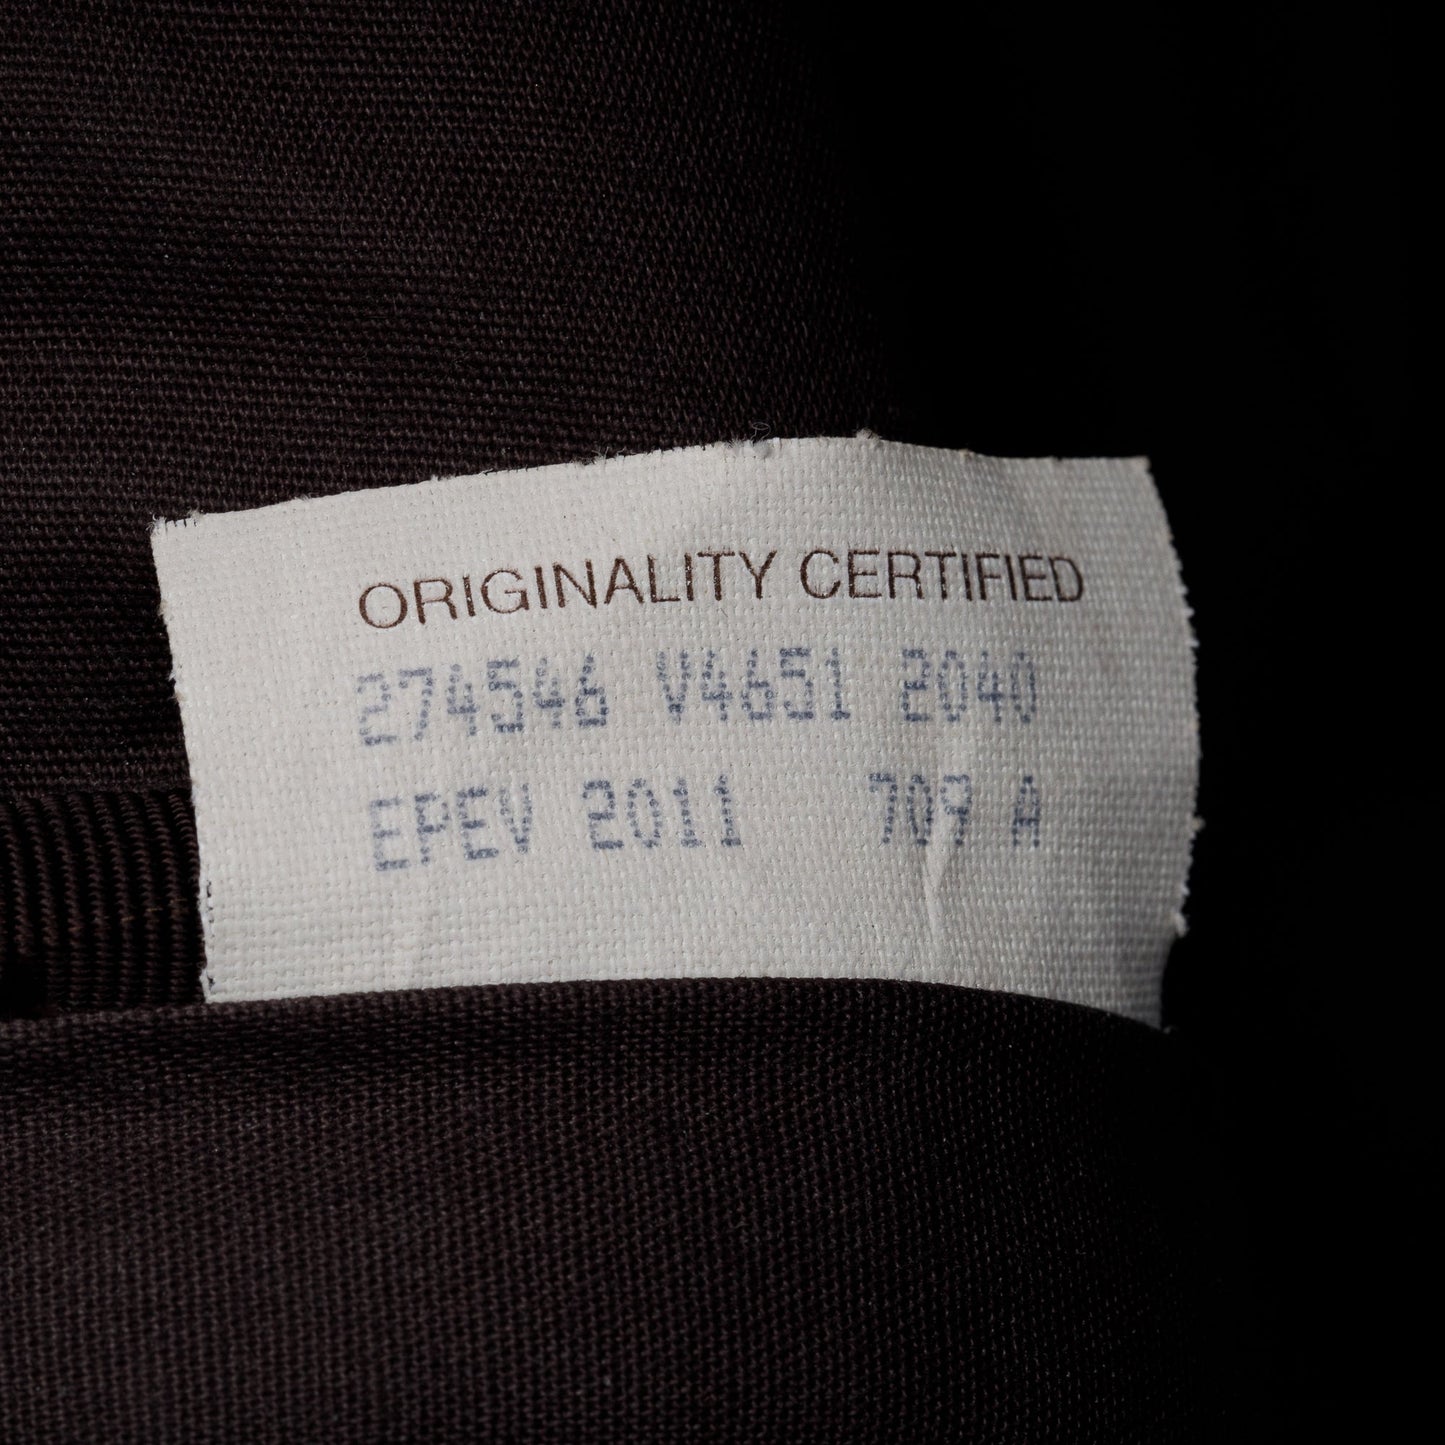 ORIGINALITY CERTIFIED
274546 V4651 2040
EPEV 2011 709 A